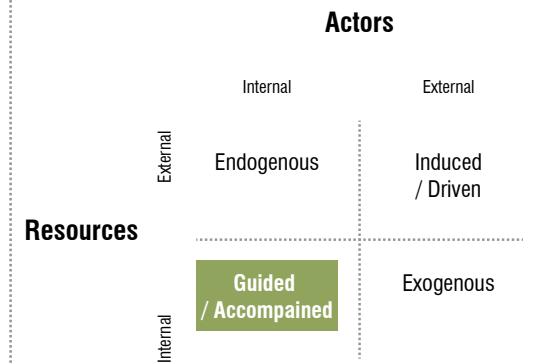 Actors
Internal
External
External
Endogenous
Induced
/ Driven
Resources
Internal
Guided
/ Accompained
Exogenous